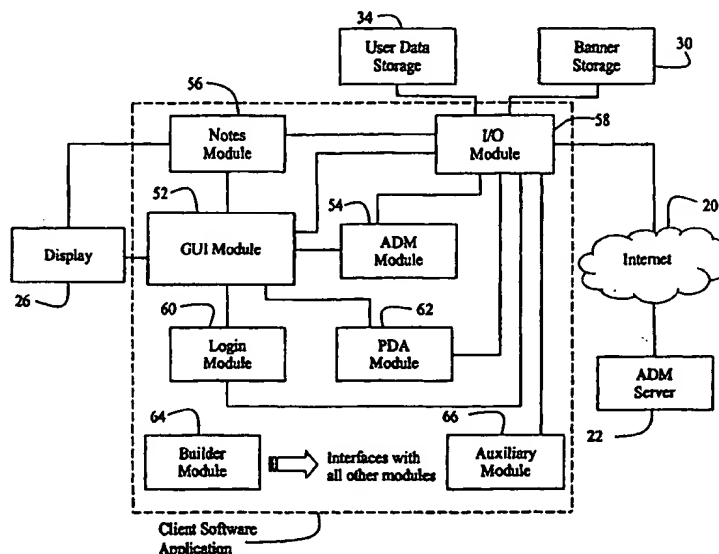 34
User Data
Storage
Banner
Storage
30
56
Notes
Module
I/O
Module
58
52
GUI Module
54
ADM
Module
20
Internet
Display
26
60
Login
Module
62
PDA
Module
ADM
Server
22
64
Builder
Module
Interfaces with
all other modules
66
Auxiliary
Module
Client Software
Application